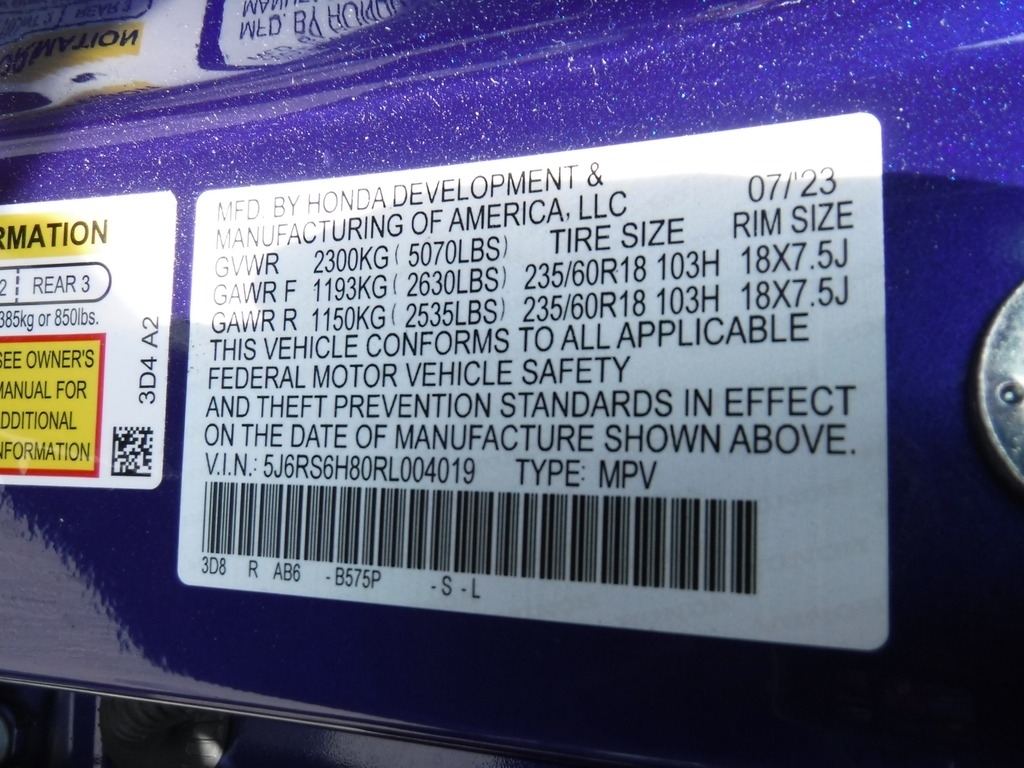 MFD. BY HONDA DEVELOPMENT & 07/'23
MANUFACTURING OF AMERICA, LLC
GVWR 2300KG ( 5070LBS) TIRE SIZE RIM SIZE
GAWR F 1193KG ( 2630LBS) 235/60R18 103H 18X7.5J
GAWR R 1150KG ( 2535LBS) 235/60R18 103H 18X7.5J
THIS VEHICLE CONFORMS TO ALL APPLICABLE
FEDERAL MOTOR VEHICLE SAFETY
AND THEFT PREVENTION STANDARDS IN EFFECT
ON THE DATE OF MANUFACTURE SHOWN ABOVE.
V.I.N.: 5J6RS6H80RL004019 TYPE: MPV
3D8 R AB6 -B575P -S-L
RMATION
2 REAR 3
385kg or 850lbs.
SEE OWNER'S
MANUAL FOR
ADDITIONAL
INFORMATION
3D4 A2